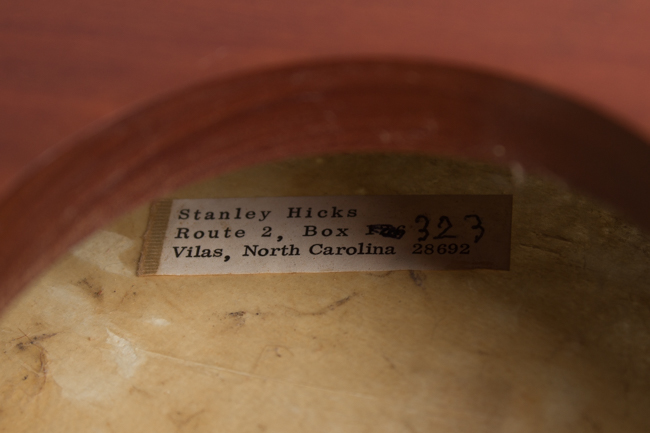 Stanley Hicks
Route 2, Box 323
Vilas, North Carolina 28692